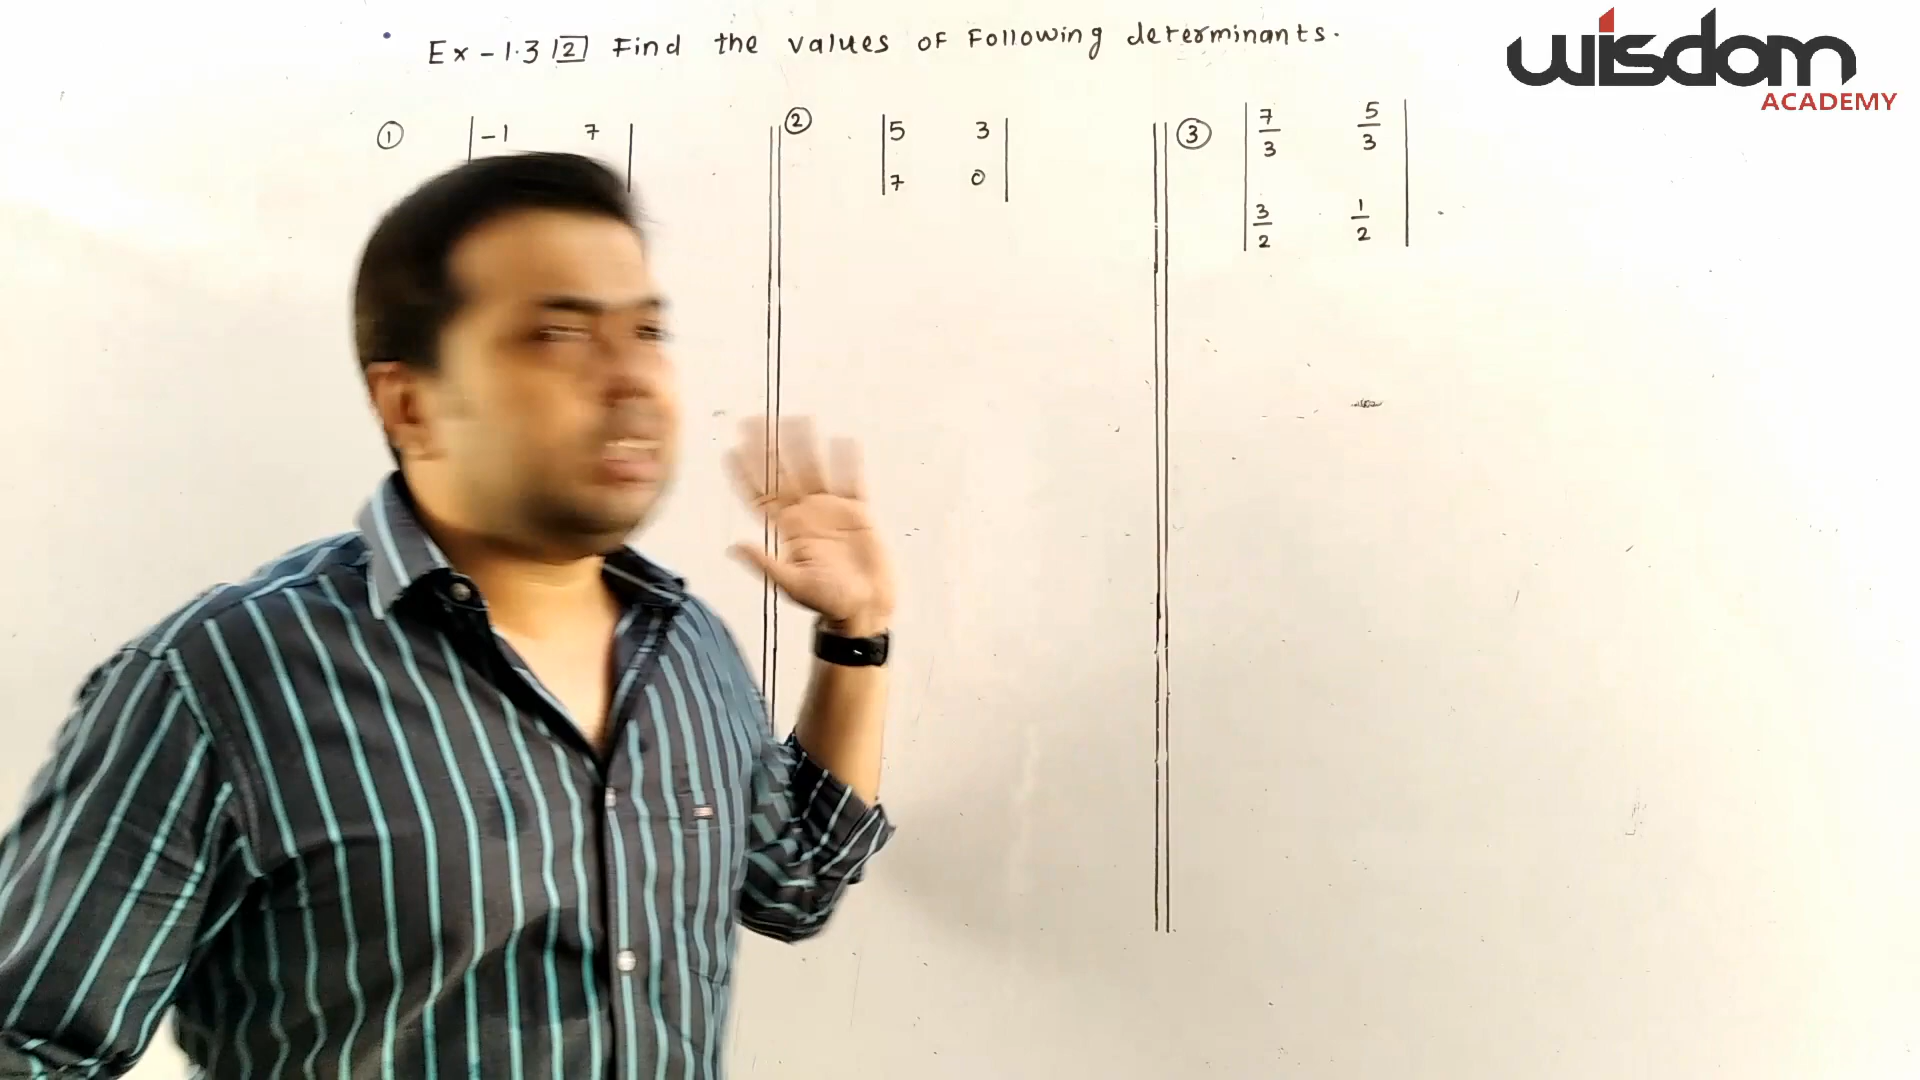 Ex - 1.3 2 Find the values of Following determinants.
wisdom
ACADEMY
1 -1 7
2 5 3
7 0
3 7/3 5/3
3/2 1/2